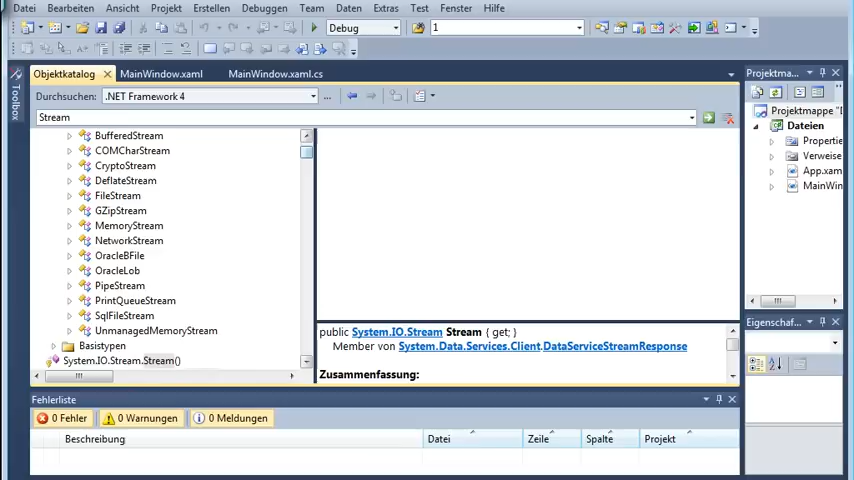 Datei Bearbeiten Ansicht Projekt Erstellen Debuggen Team Daten Extras Test Fenster Hilfe
Debug 1
Toolbox
Objektkatalog MainWindow.xaml MainWindow.xaml.cs
Durchsuchen: .NET Framework 4 ...
Stream
BufferedStream
COMCharStream
CryptoStream
DeflateStream
FileStream
GZipStream
MemoryStream
NetworkStream
OracleBFile
OracleLob
PipeStream
PrintQueueStream
SqlFileStream
UnmanagedMemoryStream
Basistypen
System.IO.Stream.Stream()
public System.IO.Stream Stream { get; }
Member von System.Data.Services.Client.DataServiceStreamResponse
Zusammenfassung:
Projektma...
Projektmappe "D
Dateien
Propertie
Verweise
App.xam
MainWin
Eigenschaf...
Fehlerliste
0 Fehler 0 Warnungen 0 Meldungen
Beschreibung Datei Zeile Spalte Projekt